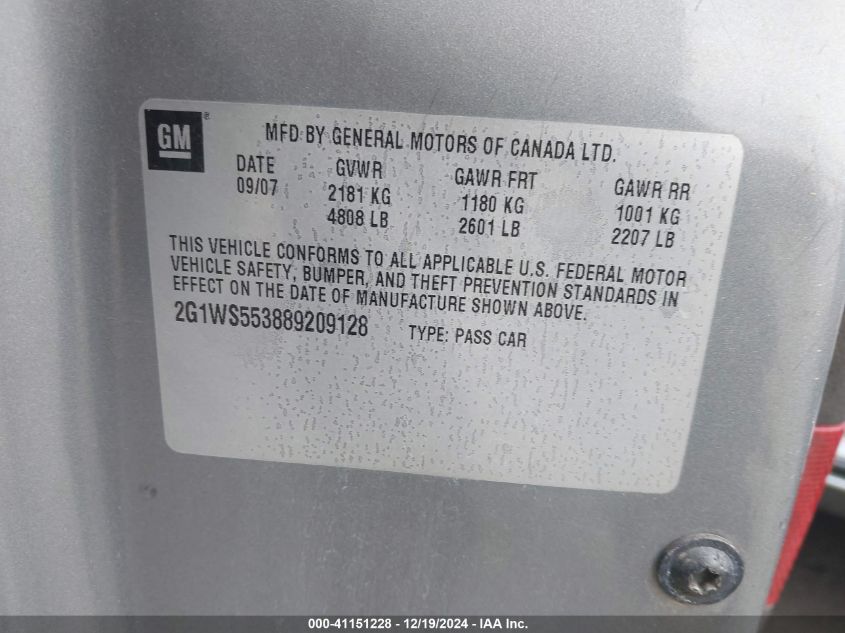 GM ®
MFD BY GENERAL MOTORS OF CANADA LTD.
DATE GVWR GAWR FRT GAWR RR
09/07 2181 KG 1180 KG 1001 KG
4808 LB 2601 LB 2207 LB
THIS VEHICLE CONFORMS TO ALL APPLICABLE U.S. FEDERAL MOTOR
VEHICLE SAFETY, BUMPER, AND THEFT PREVENTION STANDARDS IN
EFFECT ON THE DATE OF MANUFACTURE SHOWN ABOVE.
2G1WS553889209128 TYPE: PASS CAR
000-41151228 - 12/19/2024 - IAA Inc.